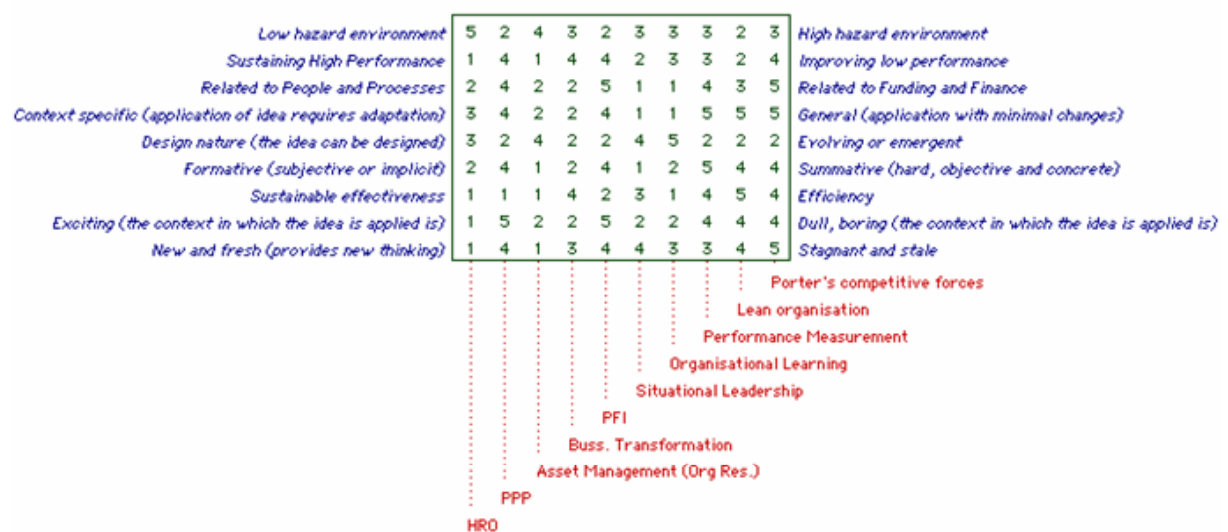 Low hazard environment 5 2 4 3 2 3 3 3 2 3 High hazard environment
Sustaining High Performance 1 4 1 4 4 2 3 3 2 4 Improving low performance
Related to People and Processes 2 4 2 2 5 1 1 4 3 5 Related to Funding and Finance
Context specific (application of idea requires adaptation) 3 4 2 2 4 1 1 5 5 5 General (application with minimal changes)
Design nature (the idea can be designed) 3 2 4 2 2 4 5 2 2 2 Evolving or emergent
Formative (subjective or implicit) 2 4 1 2 4 1 2 5 4 4 Summative (hard, objective and concrete)
Sustainable effectiveness 1 1 1 4 2 3 1 4 5 4 Efficiency
Exciting (the context in which the idea is applied is) 1 5 2 2 5 2 2 4 4 4 Dull, boring (the context in which the idea is applied is)
New and fresh (provides new thinking) 1 4 1 3 4 4 3 3 4 5 Stagnant and stale
Porter's competitive forces
Lean organisation
Performance Measurement
Organisational Learning
Situational Leadership
PFI
Buss. Transformation
Asset Management (Org Res.)
PPP
HRO